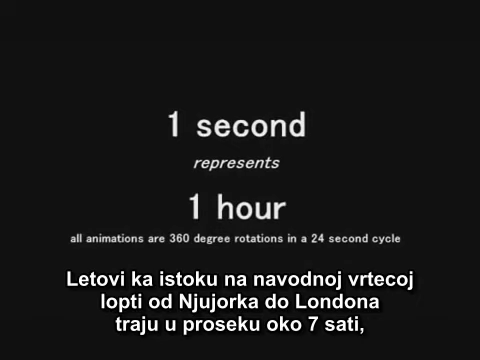 1 second
represents
1 hour
all animations are 360 degree rotations in a 24 second cycle
Letovi ka istoku na navodnoj vrtecoj
lopti od Njujorka do Londona
traju u proseku oko 7 sati,